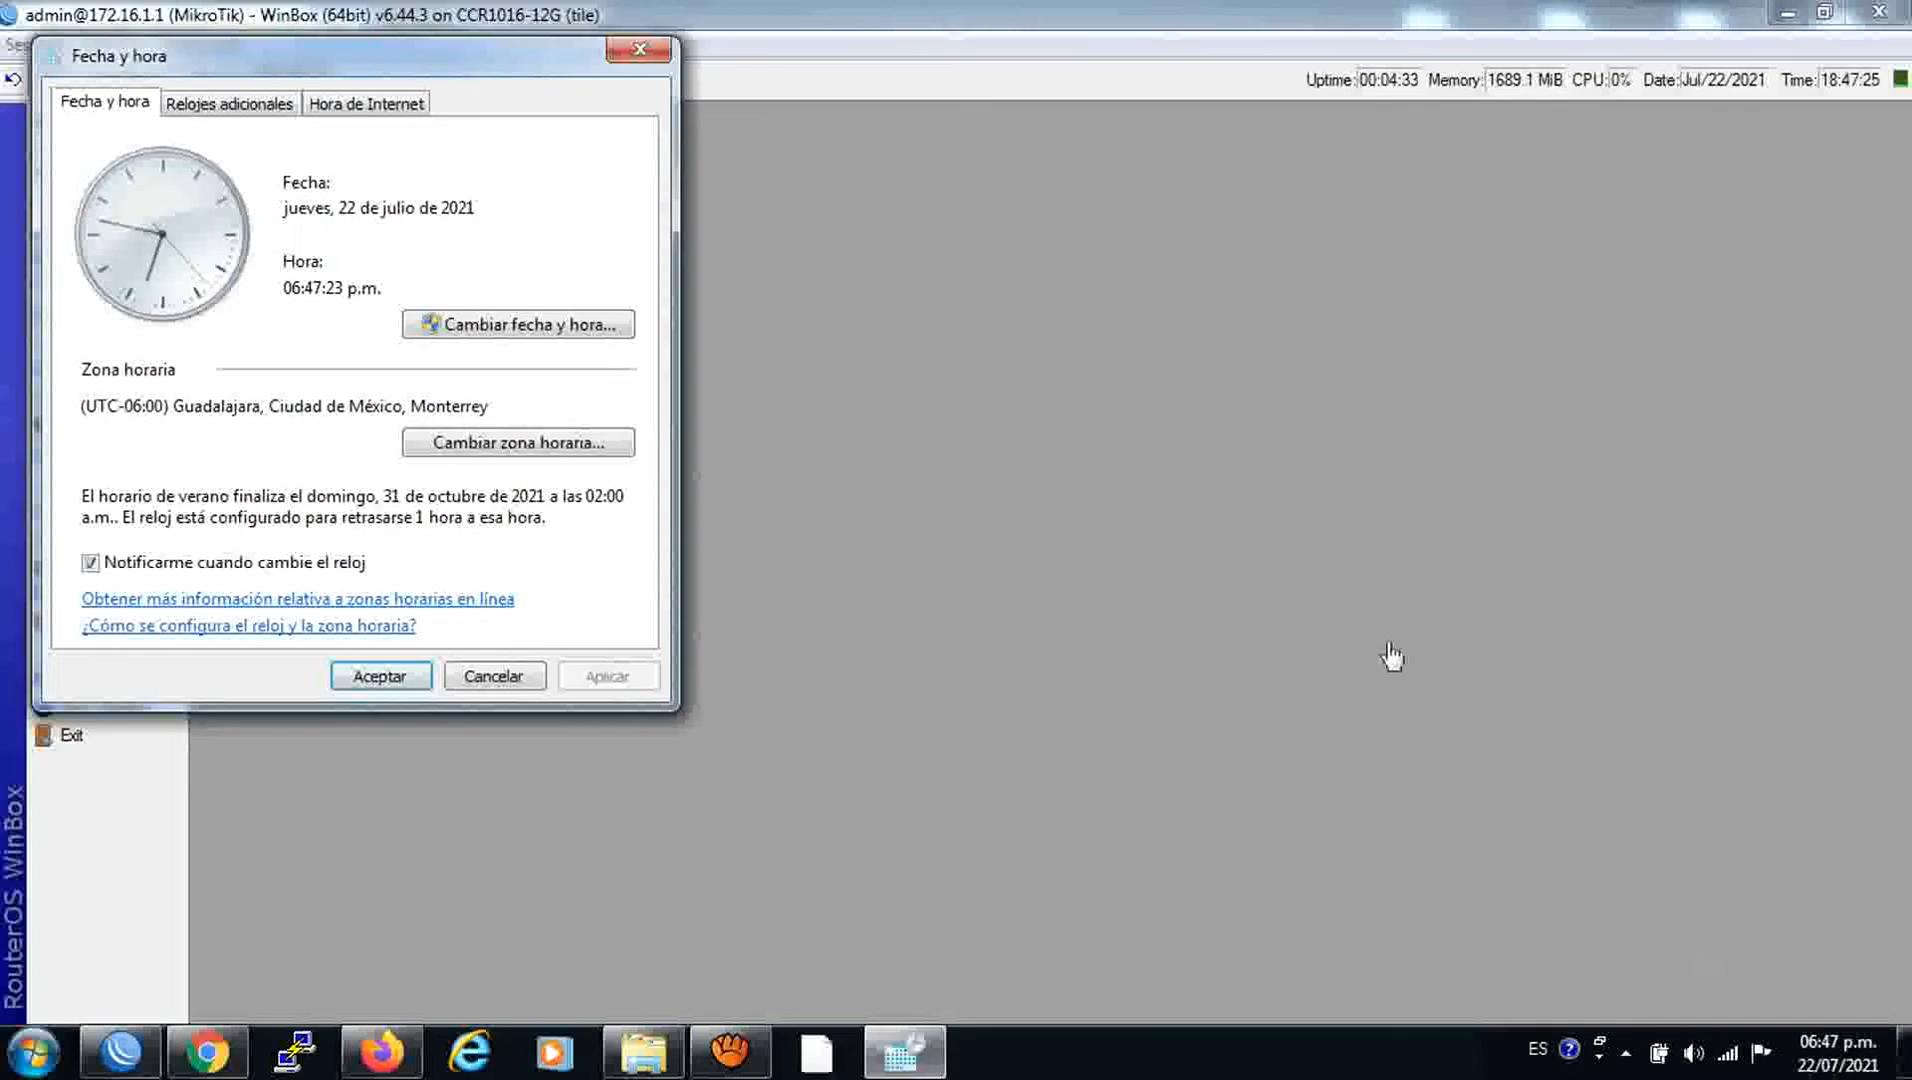 admin@172.16.1.1 (MikroTik) - WinBox (64bit) v6.44.3 on CCR1016-12G (tile)
Fecha y hora
Uptime: 00:04:33 Memory: 1689.1 MiB CPU: 0% Date: Jul/22/2021 Time: 18:47:25
Fecha y hora Relojes adicionales Hora de Internet
Fecha:
jueves, 22 de julio de 2021
Hora:
06:47:23 p.m.
Cambiar fecha y hora...
Zona horaria
(UTC-06:00) Guadalajara, Ciudad de México, Monterrey
Cambiar zona horaria...
El horario de verano finaliza el domingo, 31 de octubre de 2021 a las 02:00
a.m.. El reloj está configurado para retrasarse 1 hora a esa hora.
Notificarme cuando cambie el reloj
Obtener más información relativa a zonas horarias en línea
¿Cómo se configura el reloj y la zona horaria?
Aceptar Cancelar Aplicar
Exit
RouterOS WinBox
ES
06:47 p.m.
22/07/2021